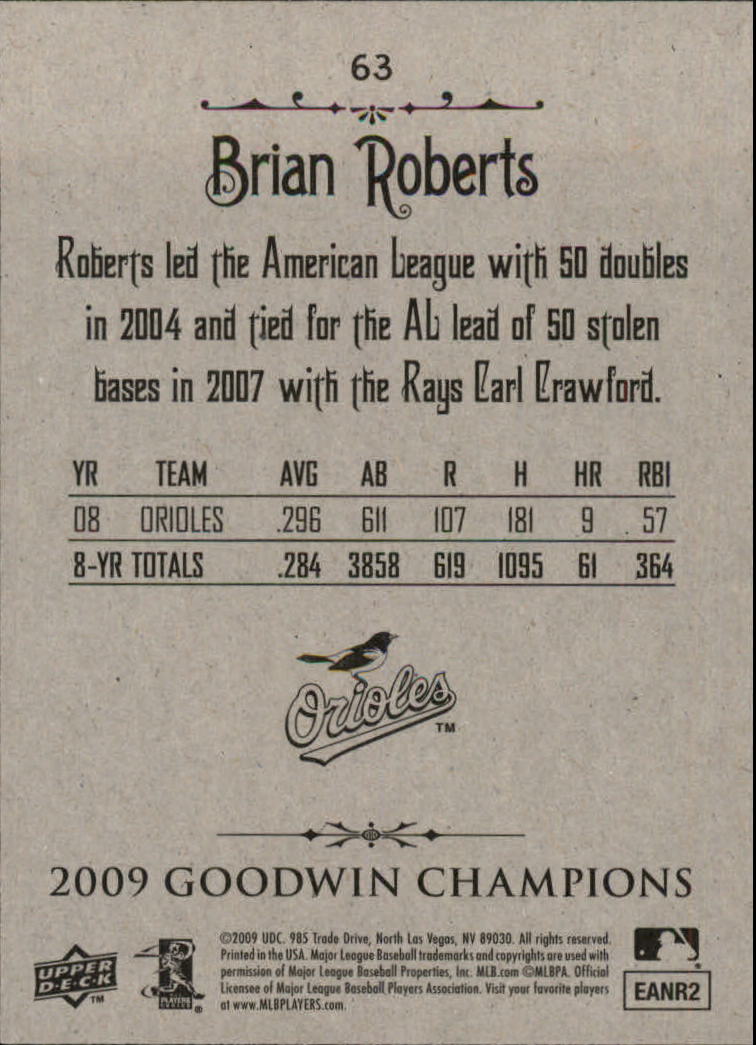 63
Brian Roberts
Roberts led the American League with 50 doubles
in 2004 and tied for the AL lead of 50 stolen
bases in 2007 with the Rays Carl Crawford.
YR TEAM AVG AB R H HR RBI
08 ORIOLES .296 611 107 181 9 57
8-YR TOTALS .284 3858 619 1095 61 364
Orioles TM
2009 GOODWIN CHAMPIONS
©2009 UDC. 985 Trade Drive, North Las Vegas, NV 89030. All rights reserved.
Printed in the USA. Major League Baseball trademarks and copyrights are used with
permission of Major League Baseball Properties, Inc. MLB.com ©MLBPA. Official
Licensee of Major League Baseball Players Association. Visit your favorite players
at www.MLBPLAYERS.com.
UPPER
D·E·C·K TM
PLAYERS
CHOICE ®
EANR2